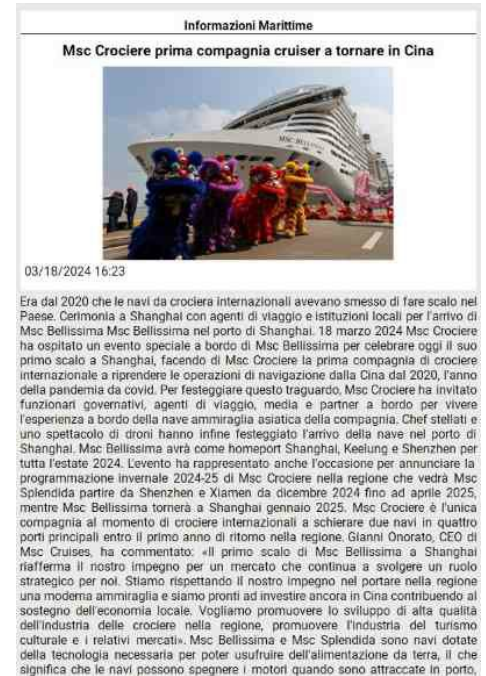 Informazioni Marittime
Msc Crociere prima compagnia cruiser a tornare in Cina
MSC BELLISSIMA
03/18/2024 16:23
Era dal 2020 che le navi da crociera internazionali avevano smesso di fare scalo nel
Paese. Cerimonia a Shanghai con agenti di viaggio e istituzioni locali per l'arrivo di
Msc Bellissima Msc Bellissima nel porto di Shanghai. 18 marzo 2024 Msc Crociere
ha ospitato un evento speciale a bordo di Msc Bellissima per celebrare oggi il suo
primo scalo a Shanghai, facendo di Msc Crociere la prima compagnia di crociere
internazionale a riprendere le operazioni di navigazione dalla Cina dal 2020, l'anno
della pandemia da covid. Per festeggiare questo traguardo, Msc Crociere ha invitato
funzionari governativi, agenti di viaggio, media e partner a bordo per vivere
l'esperienza a bordo della nave ammiraglia asiatica della compagnia. Chef stellati e
uno spettacolo di droni hanno infine festeggiato l'arrivo della nave nel porto di
Shanghai. Msc Bellissima avrà come homeport Shanghai, Keelung e Shenzhen per
tutta l'estate 2024. L'evento ha rappresentato anche l'occasione per annunciare la
programmazione invernale 2024-25 di Msc Crociere nella regione che vedrà Msc
Splendida partire da Shenzhen e Xiamen da dicembre 2024 fino ad aprile 2025,
mentre Msc Bellissima tornerà a Shanghai gennaio 2025. Msc Crociere è l'unica
compagnia al momento di crociere internazionali a schierare due navi in quattro
porti principali entro il primo anno di ritorno nella regione. Gianni Onorato, CEO di
Msc Cruises, ha commentato: «Il primo scalo di Msc Bellissima a Shanghai
riafferma il nostro impegno per un mercato che continua a svolgere un ruolo
strategico per noi. Stiamo rispettando il nostro impegno nel portare nella regione
una moderna ammiraglia e siamo pronti ad investire ancora in Cina contribuendo al
sostegno dell'economia locale. Vogliamo promuovere lo sviluppo di alta qualità
dell'industria delle crociere nella regione, promuovere l'industria del turismo
culturale e i relativi mercati». Msc Bellissima e Msc Splendida sono navi dotate
della tecnologia necessaria per poter usufruire dell'alimentazione da terra, il che
significa che le navi possono spegnere i motori quando sono attraccate in porto,